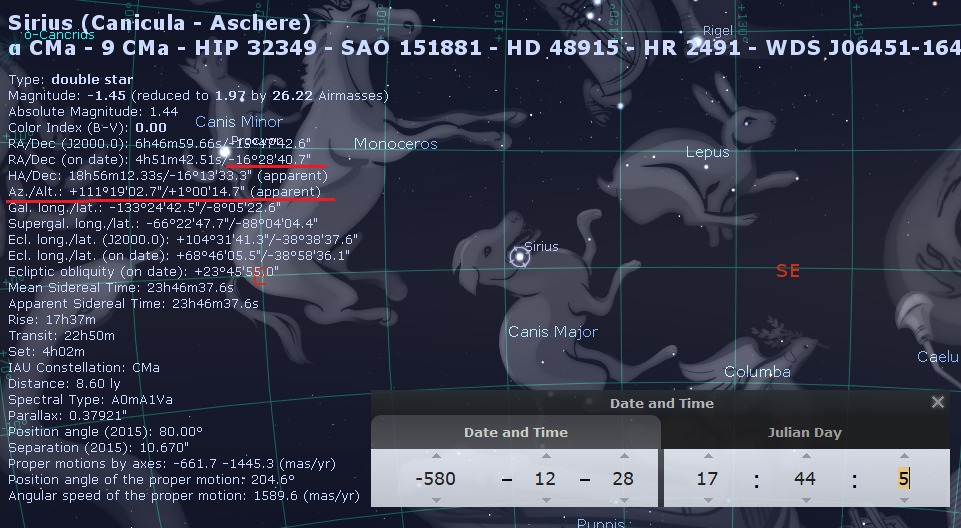 Sirius (Canicula - Aschere)
ο-Cancrius
α CMa - 9 CMa - HIP 32349 - SAO 151881 - HD 48915 - HR 2491 - WDS J06451-164
Rigel
100°
120°
130°
140°
Type: double star
Magnitude: -1.45 (reduced to 1.97 by 26.22 Airmasses)
Absolute Magnitude: 1.44
Canis Minor
Color Index (B-V): 0.00
Procyon
RA/Dec (J2000.0): 6h46m59.66s/-15°47'42.6"
Monoceros
Lepus
RA/Dec (on date): 4h51m42.51s/-16°28'40.7"
HA/Dec: 18h56m12.33s/-16°13'33.3" (apparent)
Az./Alt.: +111°19'02.7"/+1°00'14.7" (apparent)
Gal. long./lat.: -133°24'42.5"/-8°05'22.6"
Supergal. long./lat.: -66°22'47.7"/-88°04'04.4"
Ecl. long./lat. (J2000.0): +104°31'41.3"/-38°38'37.6"
Sirius
Ecl. long./lat. (on date): +68°46'05.5"/-38°58'36.1"
Ecliptic obliquity (on date): +23°45'55.0"
E
SE
Mean Sidereal Time: 23h46m37.6s
Apparent Sidereal Time: 23h46m37.6s
Rise: 17h37m
Transit: 22h50m
Canis Major
Set: 4h02m
Caelu
IAU Constellation: CMa
Columba
Distance: 8.60 ly
Spectral Type: A0mA1Va
Parallax: 0.37921"
Position angle (2015): 80.00°
Separation (2015): 10.670"
Proper motions by axes: -661.7 -1445.3 (mas/yr)
Position angle of the proper motion: 204.6°
Angular speed of the proper motion: 1589.6 (mas/yr)
Date and Time
Date and Time
Julian Day
-580 - 12 - 28
17 : 44 : 5
Puppis